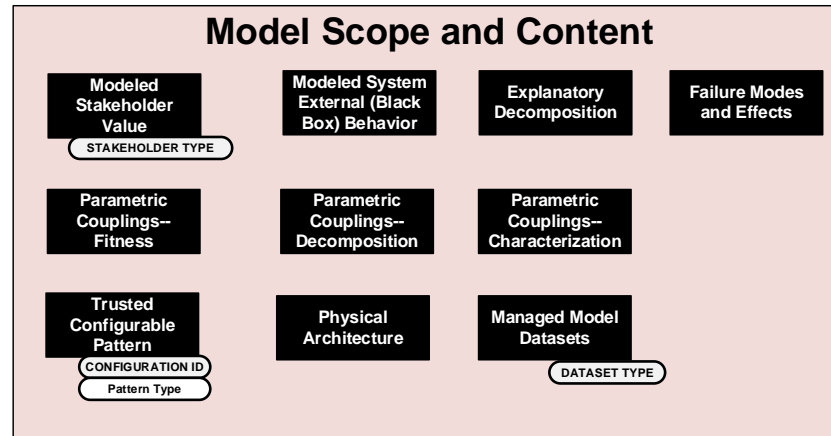 Model Scope and Content
Modeled
Stakeholder
Value
STAKEHOLDER TYPE
Modeled System
External (Black
Box) Behavior
Explanatory
Decomposition
Failure Modes
and Effects
Parametric
Couplings--
Fitness
Parametric
Couplings--
Decomposition
Parametric
Couplings--
Characterization
Trusted
Configurable
Pattern
CONFIGURATION ID
Pattern Type
Physical
Architecture
Managed Model
Datasets
DATASET TYPE